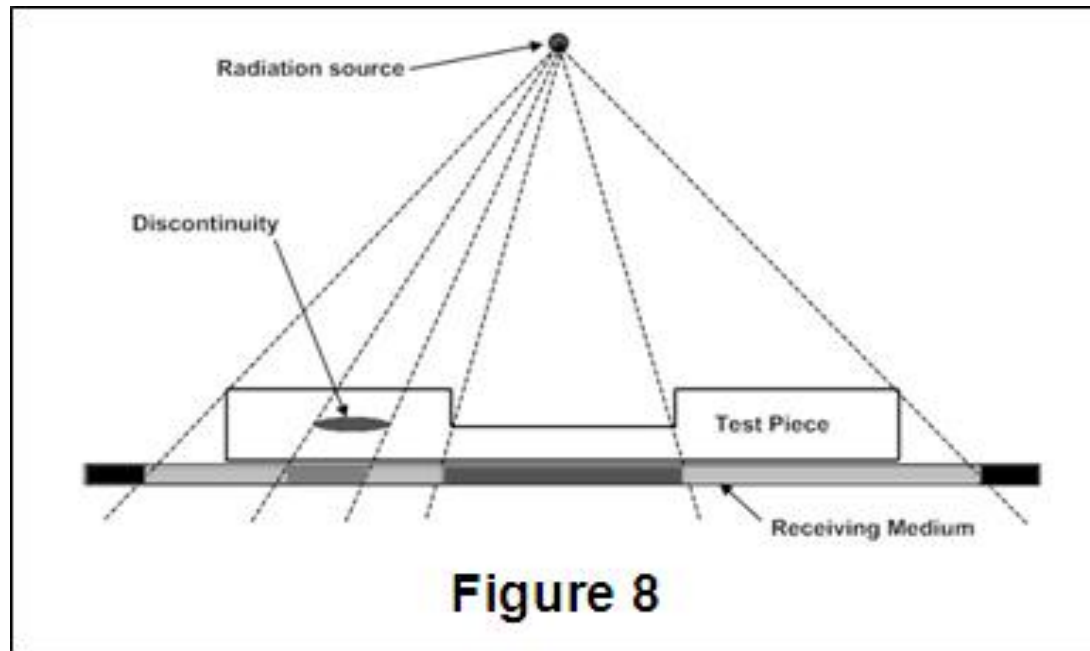 Radiation source
Discontinuity
Test Piece
Receiving Medium
Figure 8